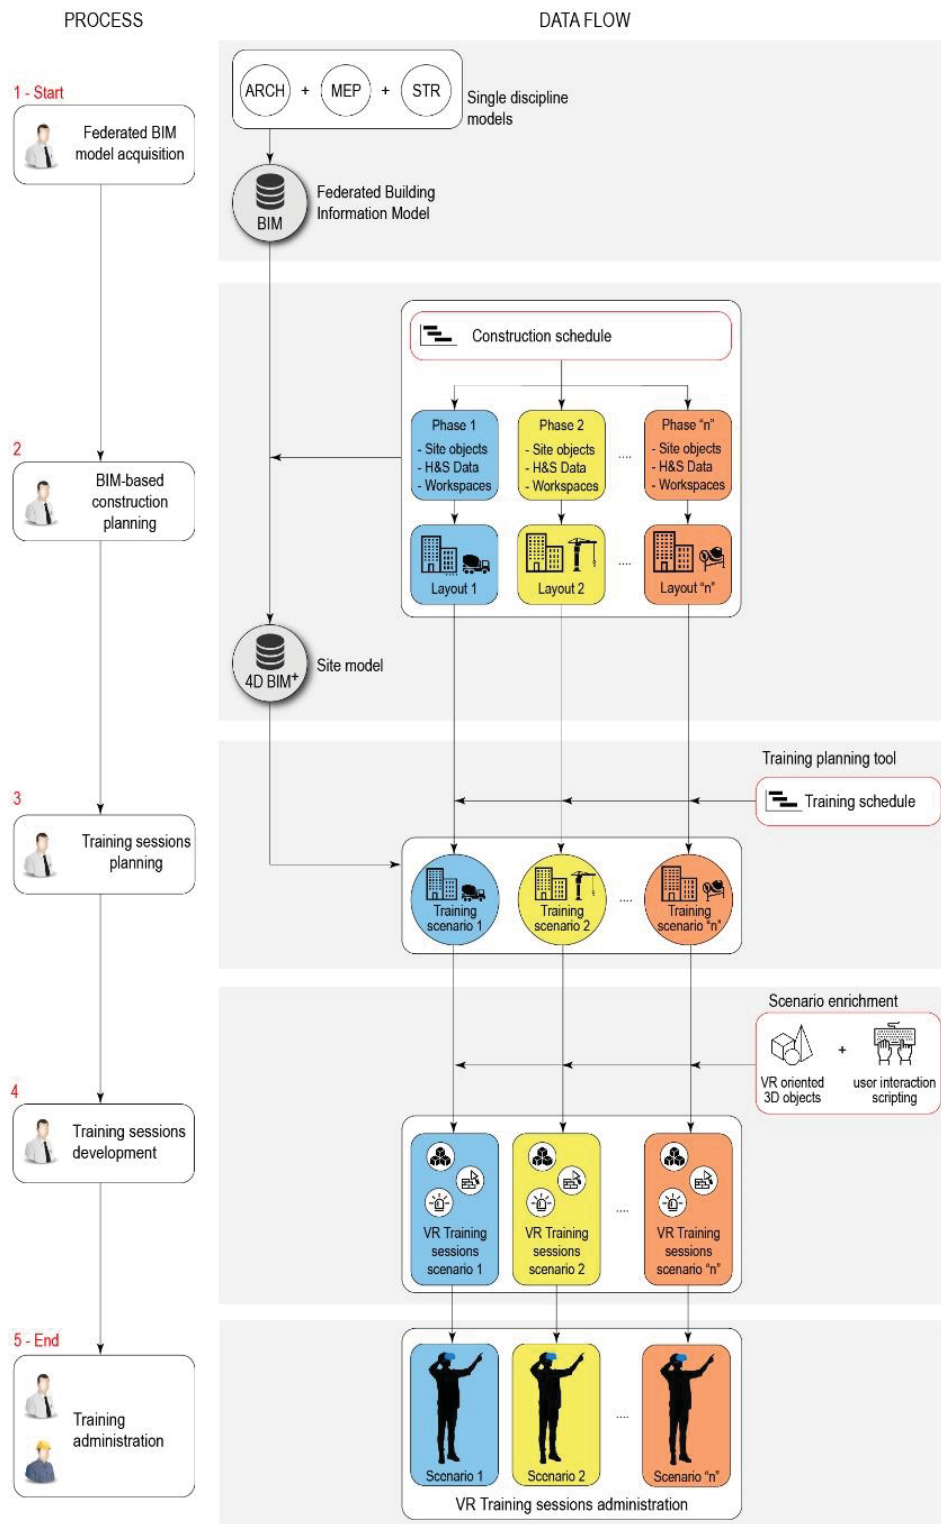 PROCESS
DATA FLOW
1 - Start
Federated BIM
model acquisition
ARCH + MEP + STR
Single discipline
models
BIM
Federated Building
Information Model
2
BIM-based
construction
planning
Construction schedule
Phase 1
- Site objects
- H&S Data
- Workspaces
Phase 2
- Site objects
- H&S Data
- Workspaces
....
Phase “n”
- Site objects
- H&S Data
- Workspaces
Layout 1
Layout 2
....
Layout “n”
4D BIM+
Site model
3
Training sessions
planning
Training planning tool
Training schedule
Training
scenario 1
Training
scenario 2
....
Training
scenario “n”
4
Training sessions
development
Scenario enrichment
VR oriented
3D objects
+
user interaction
scripting
VR Training
sessions
scenario 1
VR Training
sessions
scenario 2
....
VR Training
sessions
scenario “n”
5 - End
Training
administration
Scenario 1
Scenario 2
....
Scenario “n”
VR Training sessions administration